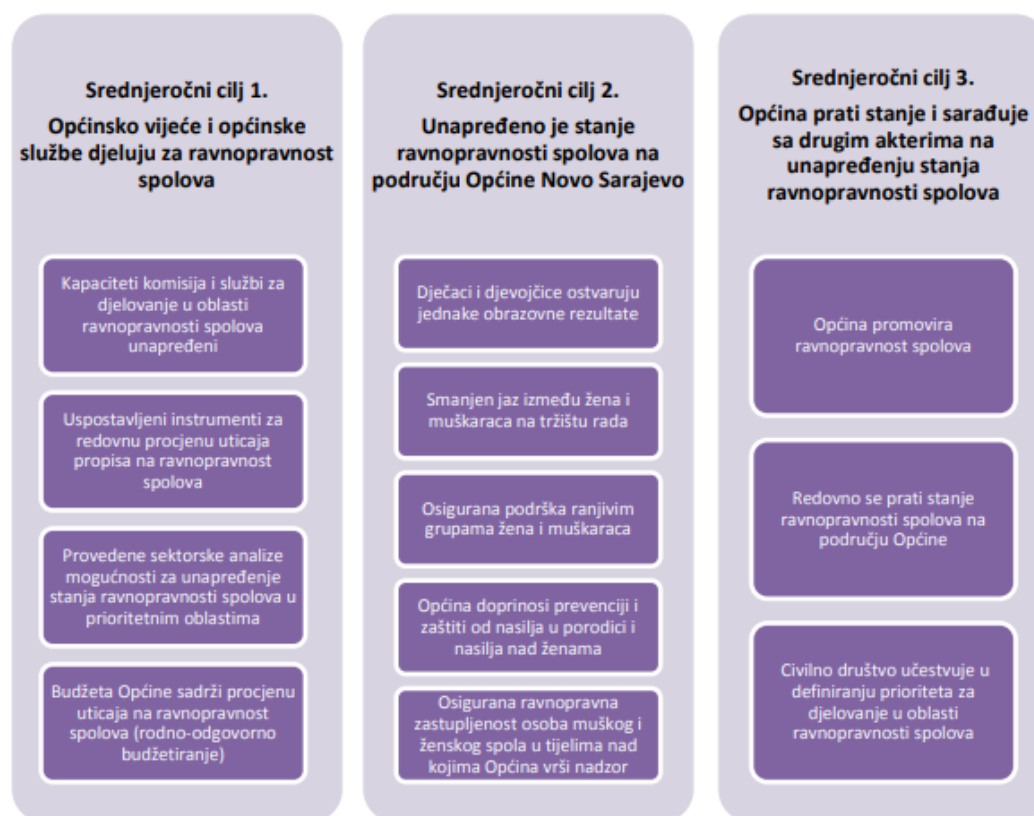 Srednjeročni cilj 1.
Općinsko vijeće i općinske
službe djeluju za ravnopravnost
spolova
Kapaciteti komisija i službi za
djelovanje u oblasti
ravnopravnosti spolova
unapređeni
Uspostavljeni instrumenti za
redovnu procjenu uticaja
propisa na ravnopravnost
spolova
Provedene sektorske analize
mogućnosti za unapređenje
stanja ravnopravnosti spolova u
prioritetnim oblastima
Budžeta Općine sadrži procjenu
uticaja na ravnopravnost
spolova (rodno-odgovorno
budžetiranje)
Srednjeročni cilj 2.
Unapređeno je stanje
ravnopravnosti spolova na
području Općine Novo Sarajevo
Dječaci i djevojčice ostvaruju
jednake obrazovne rezultate
Smanjen jaz između žena i
muškaraca na tržištu rada
Osigurana podrška ranjivim
grupama žena i muškaraca
Općina doprinosi prevenciji i
zaštiti od nasilja u porodici i
nasilja nad ženama
Osigurana ravnopravna
zastupljenost osoba muškog i
ženskog spola u tijelima nad
kojima Općina vrši nadzor
Srednjeročni cilj 3.
Općina prati stanje i sarađuje
sa drugim akterima na
unapređenju stanja
ravnopravnosti spolova
Općina promovira
ravnopravnost spolova
Redovno se prati stanje
ravnopravnosti spolova na
području Općine
Civilno društvo učestvuje u
definiranju prioriteta za
djelovanje u oblasti
ravnopravnosti spolova